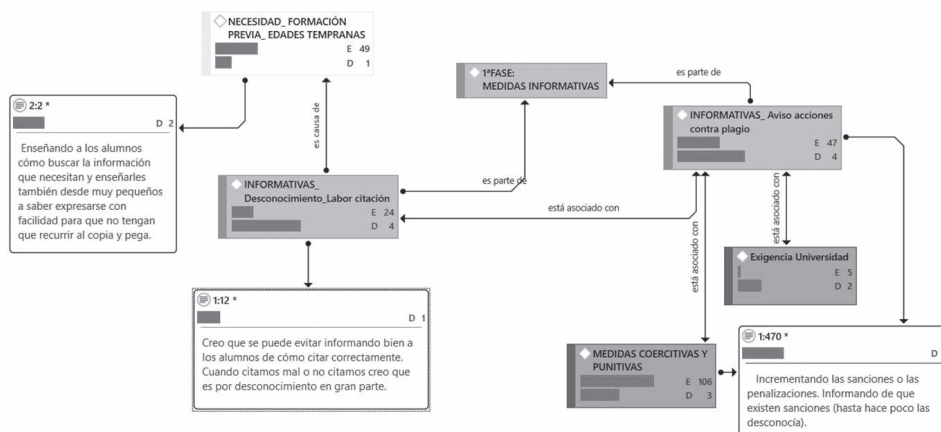 NECESIDAD_ FORMACIÓN
PREVIA_ EDADES TEMPRANAS
E 49
D 1
1ªFASE:
MEDIDAS INFORMATIVAS
es parte de
es causa de
2:2 *
D 2
Enseñando a los alumnos
cómo buscar la información
que necesitan y enseñarles
también desde muy pequeños
a saber expresarse con
facilidad para que no tengan
que recurrir al copia y pega.
INFORMATIVAS_ Aviso acciones
contra plagio
E 47
D 4
INFORMATIVAS_
Desconocimiento_Labor citación
E 24
D 4
es parte de
está asociado con
está asociado con
está asociado con
Exigencia Universidad
E 5
D 2
1:12 *
D 1
Creo que se puede evitar informando bien a
los alumnos de cómo citar correctamente.
Cuando citamos mal o no citamos creo que
es por desconocimiento en gran parte.
MEDIDAS COERCITIVAS Y
PUNITIVAS
E 106
D 3
1:470 *
D
Incrementando las sanciones o las
penalizaciones. Informando de que
existen sanciones (hasta hace poco las
desconocía).